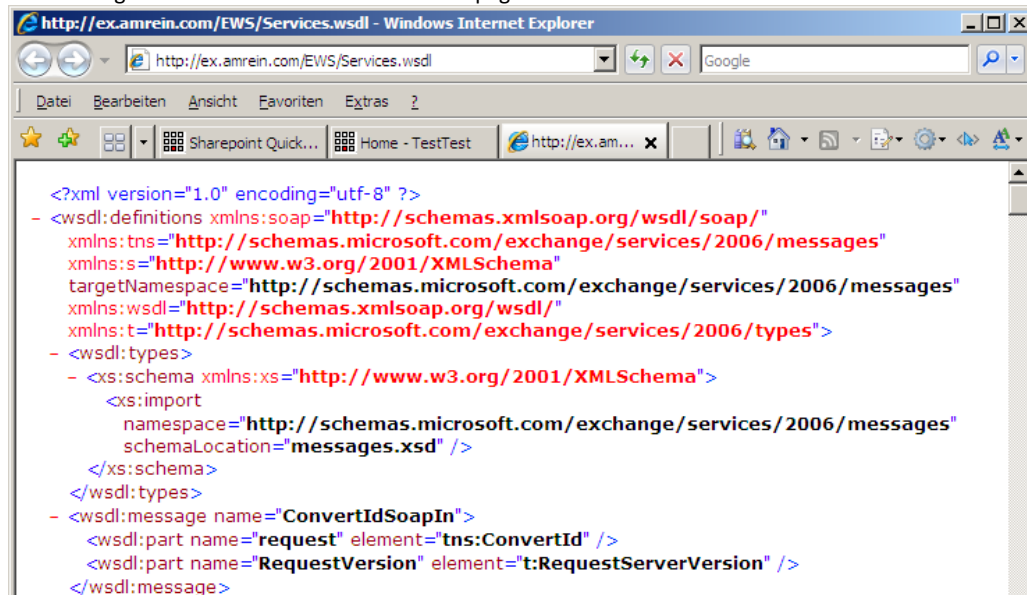 http://ex.amrein.com/EWS/Services.wsdl - Windows Internet Explorer
http://ex.amrein.com/EWS/Services.wsdl
Google
Datei Bearbeiten Ansicht Favoriten Extras ?
Sharepoint Quick... Home - TestTest http://ex.am...
<?xml version="1.0" encoding="utf-8" ?>
- <wsdl:definitions xmlns:soap="http://schemas.xmlsoap.org/wsdl/soap/"
xmlns:tns="http://schemas.microsoft.com/exchange/services/2006/messages"
xmlns:s="http://www.w3.org/2001/XMLSchema"
targetNamespace="http://schemas.microsoft.com/exchange/services/2006/messages"
xmlns:wsdl="http://schemas.xmlsoap.org/wsdl/"
xmlns:t="http://schemas.microsoft.com/exchange/services/2006/types">
- <wsdl:types>
- <xs:schema xmlns:xs="http://www.w3.org/2001/XMLSchema">
<xs:import
namespace="http://schemas.microsoft.com/exchange/services/2006/messages"
schemaLocation="messages.xsd" />
</xs:schema>
</wsdl:types>
- <wsdl:message name="ConvertIdSoapIn">
<wsdl:part name="request" element="tns:ConvertId" />
<wsdl:part name="RequestVersion" element="t:RequestServerVersion" />
</wsdl:message>